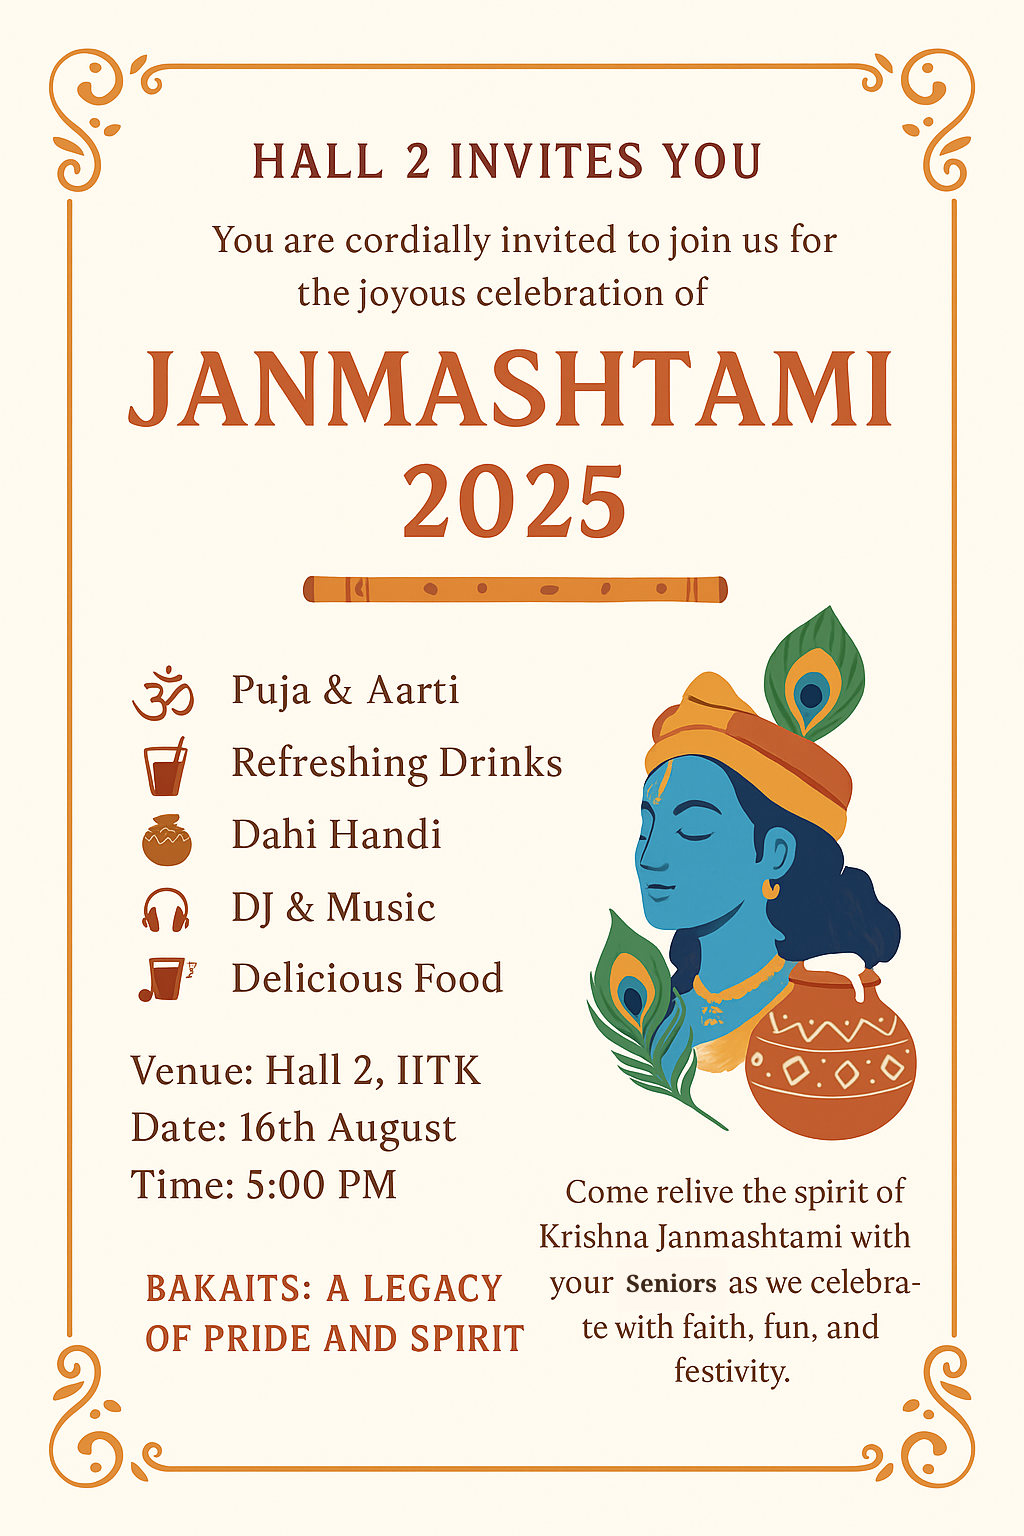 HALL 2 INVITES YOU
You are cordially invited to join us for
the joyous celebration of
JANMASHTAMI
2025
ॐ
Puja & Aarti
Refreshing Drinks
Dahi Handi
DJ & Music
Delicious Food
Venue: Hall 2, IITK
Date: 16th August
Time: 5:00 PM
BAKAITS: A LEGACY
OF PRIDE AND SPIRIT
Come relive the spirit of
Krishna Janmashtami with
your Seniors as we celebra-
te with faith, fun, and
festivity.